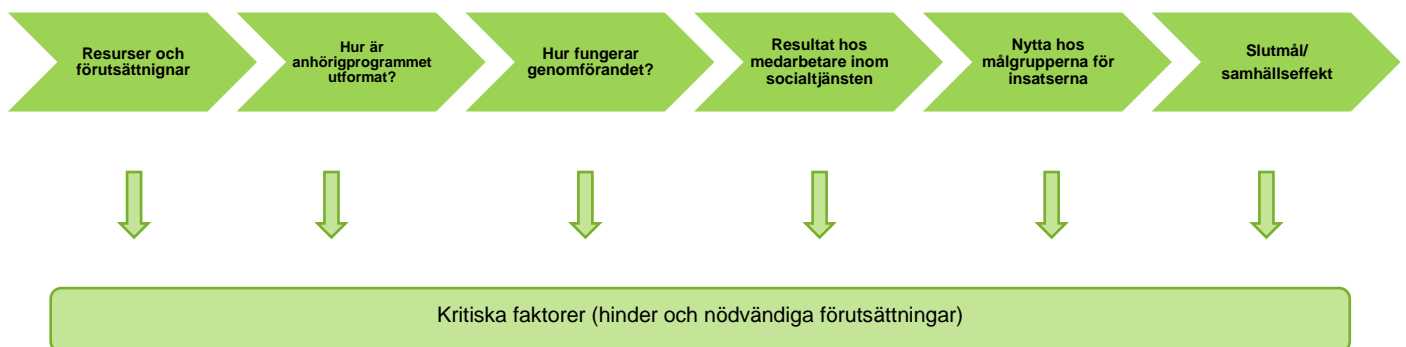 Resurser och
förutsättnignar
Hur är
anhörigprogrammet
utformat?
Hur fungerar
genomförandet?
Resultat hos
medarbetare inom
socialtjänsten
Nytta hos
målgrupperna för
insatserna
Slutmål/
samhällseffekt
Kritiska faktorer (hinder och nödvändiga förutsättningar)